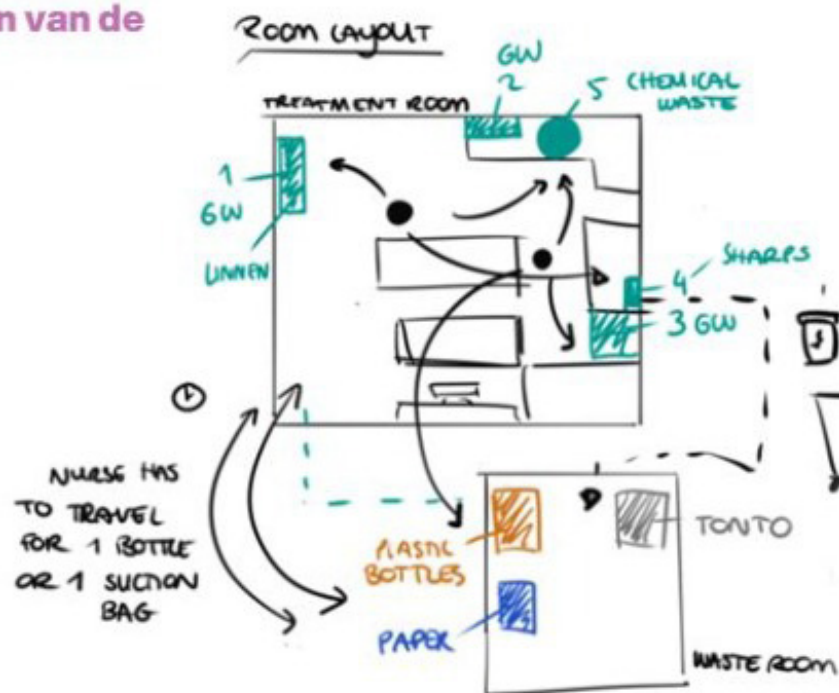 n van de
ROOM LAYOUT
TREATMENT ROOM
GW
2
5 CHEMICAL
WASTE
1
GW
LINNEN
4 SHARPS
3 GW
NURSE HAS
TO TRAVEL
FOR 1 BOTTLE
OR 1 SUCTION
BAG
PLASTIC
BOTTLES
TONTO
PAPER
WASTE ROOM